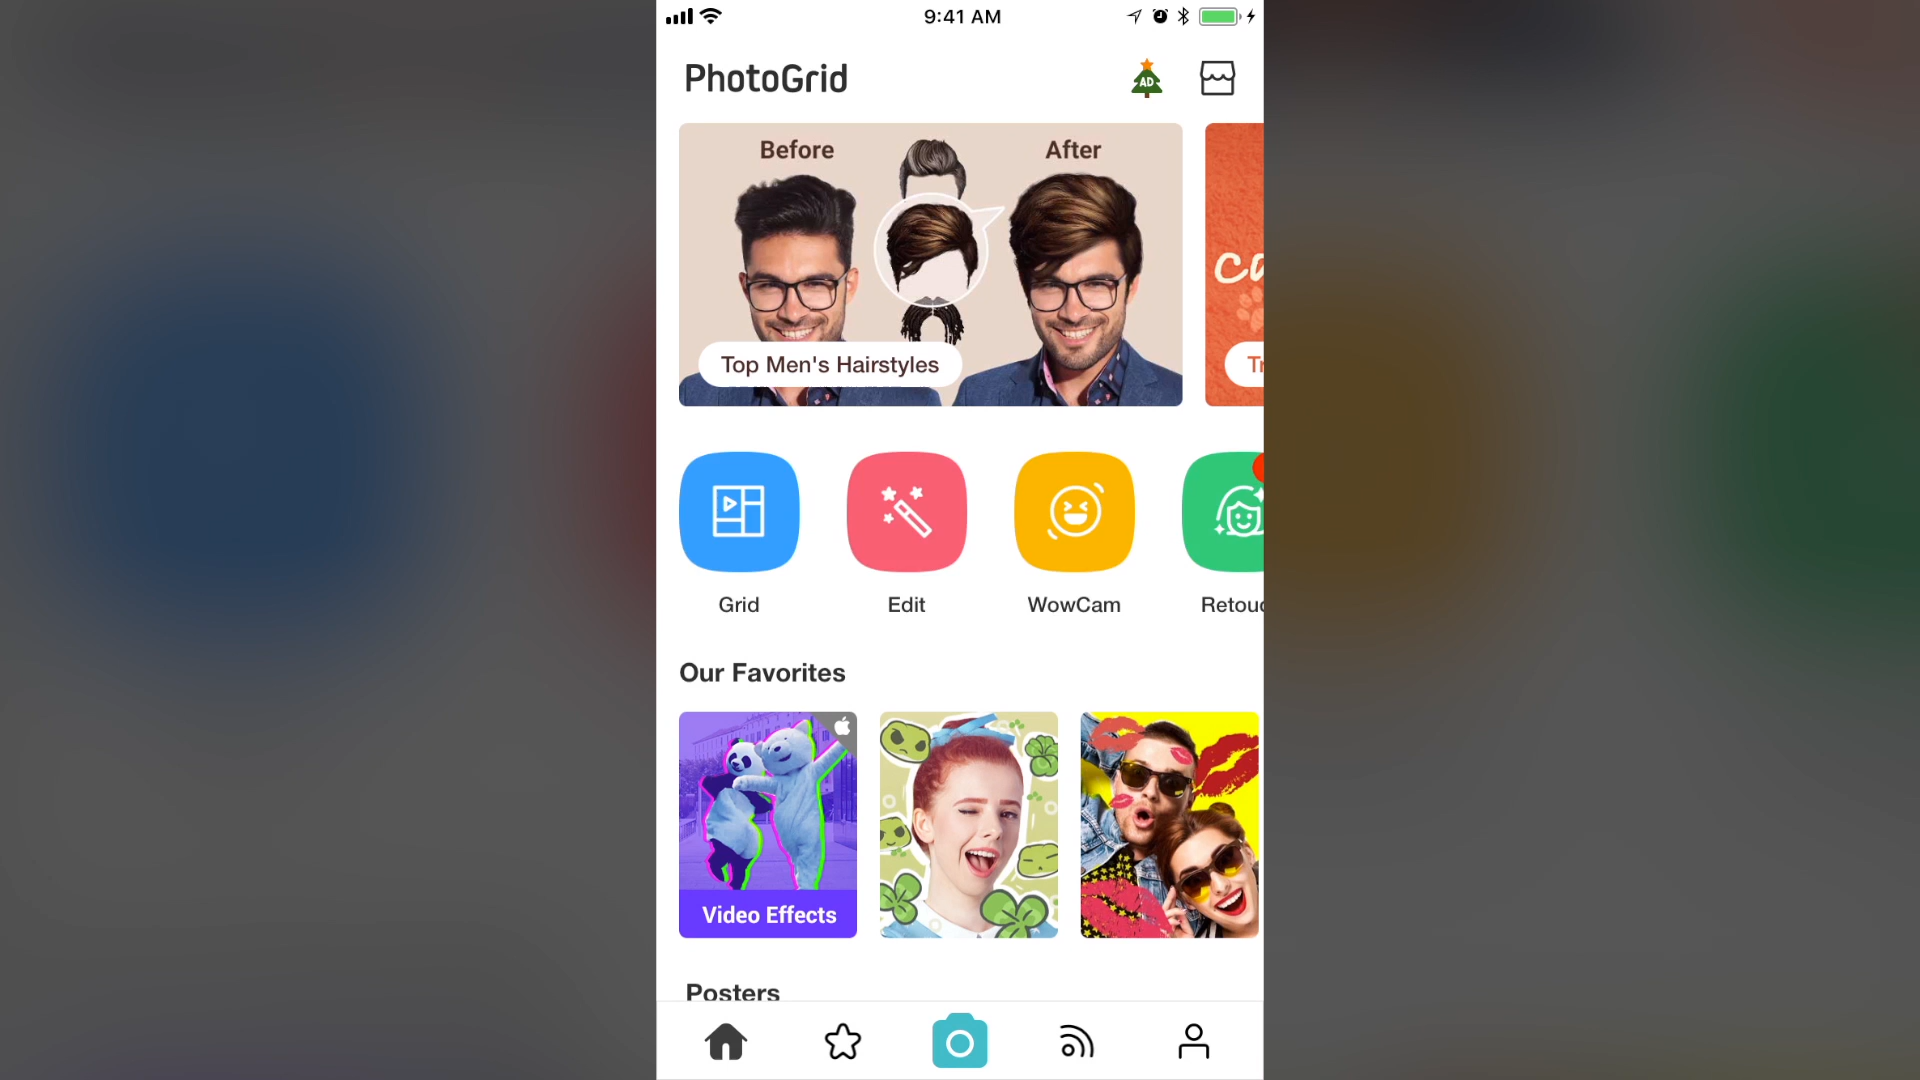 9:41 AM
PhotoGrid
AD
Before
After
Top Men's Hairstyles
Grid
Edit
WowCam
Our Favorites
Video Effects
Posters